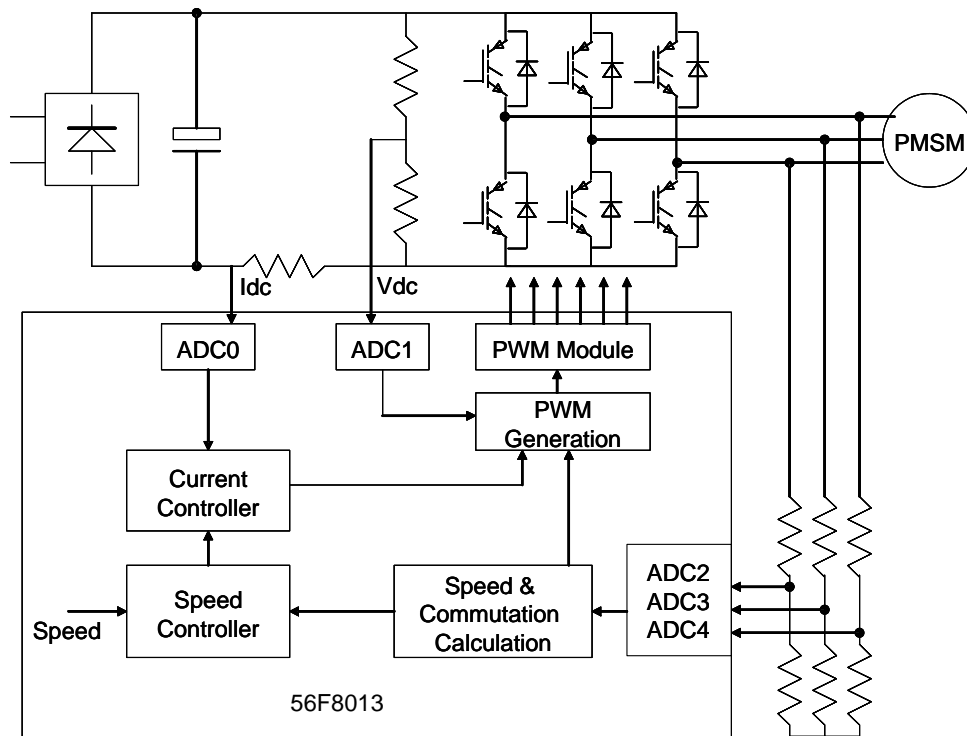 PMSM
Idc
Vdc
ADC0
ADC1
PWM Module
PWM
Generation
Current
Controller
Speed
Speed
Controller
Speed &
Commutation
Calculation
ADC2
ADC3
ADC4
56F8013